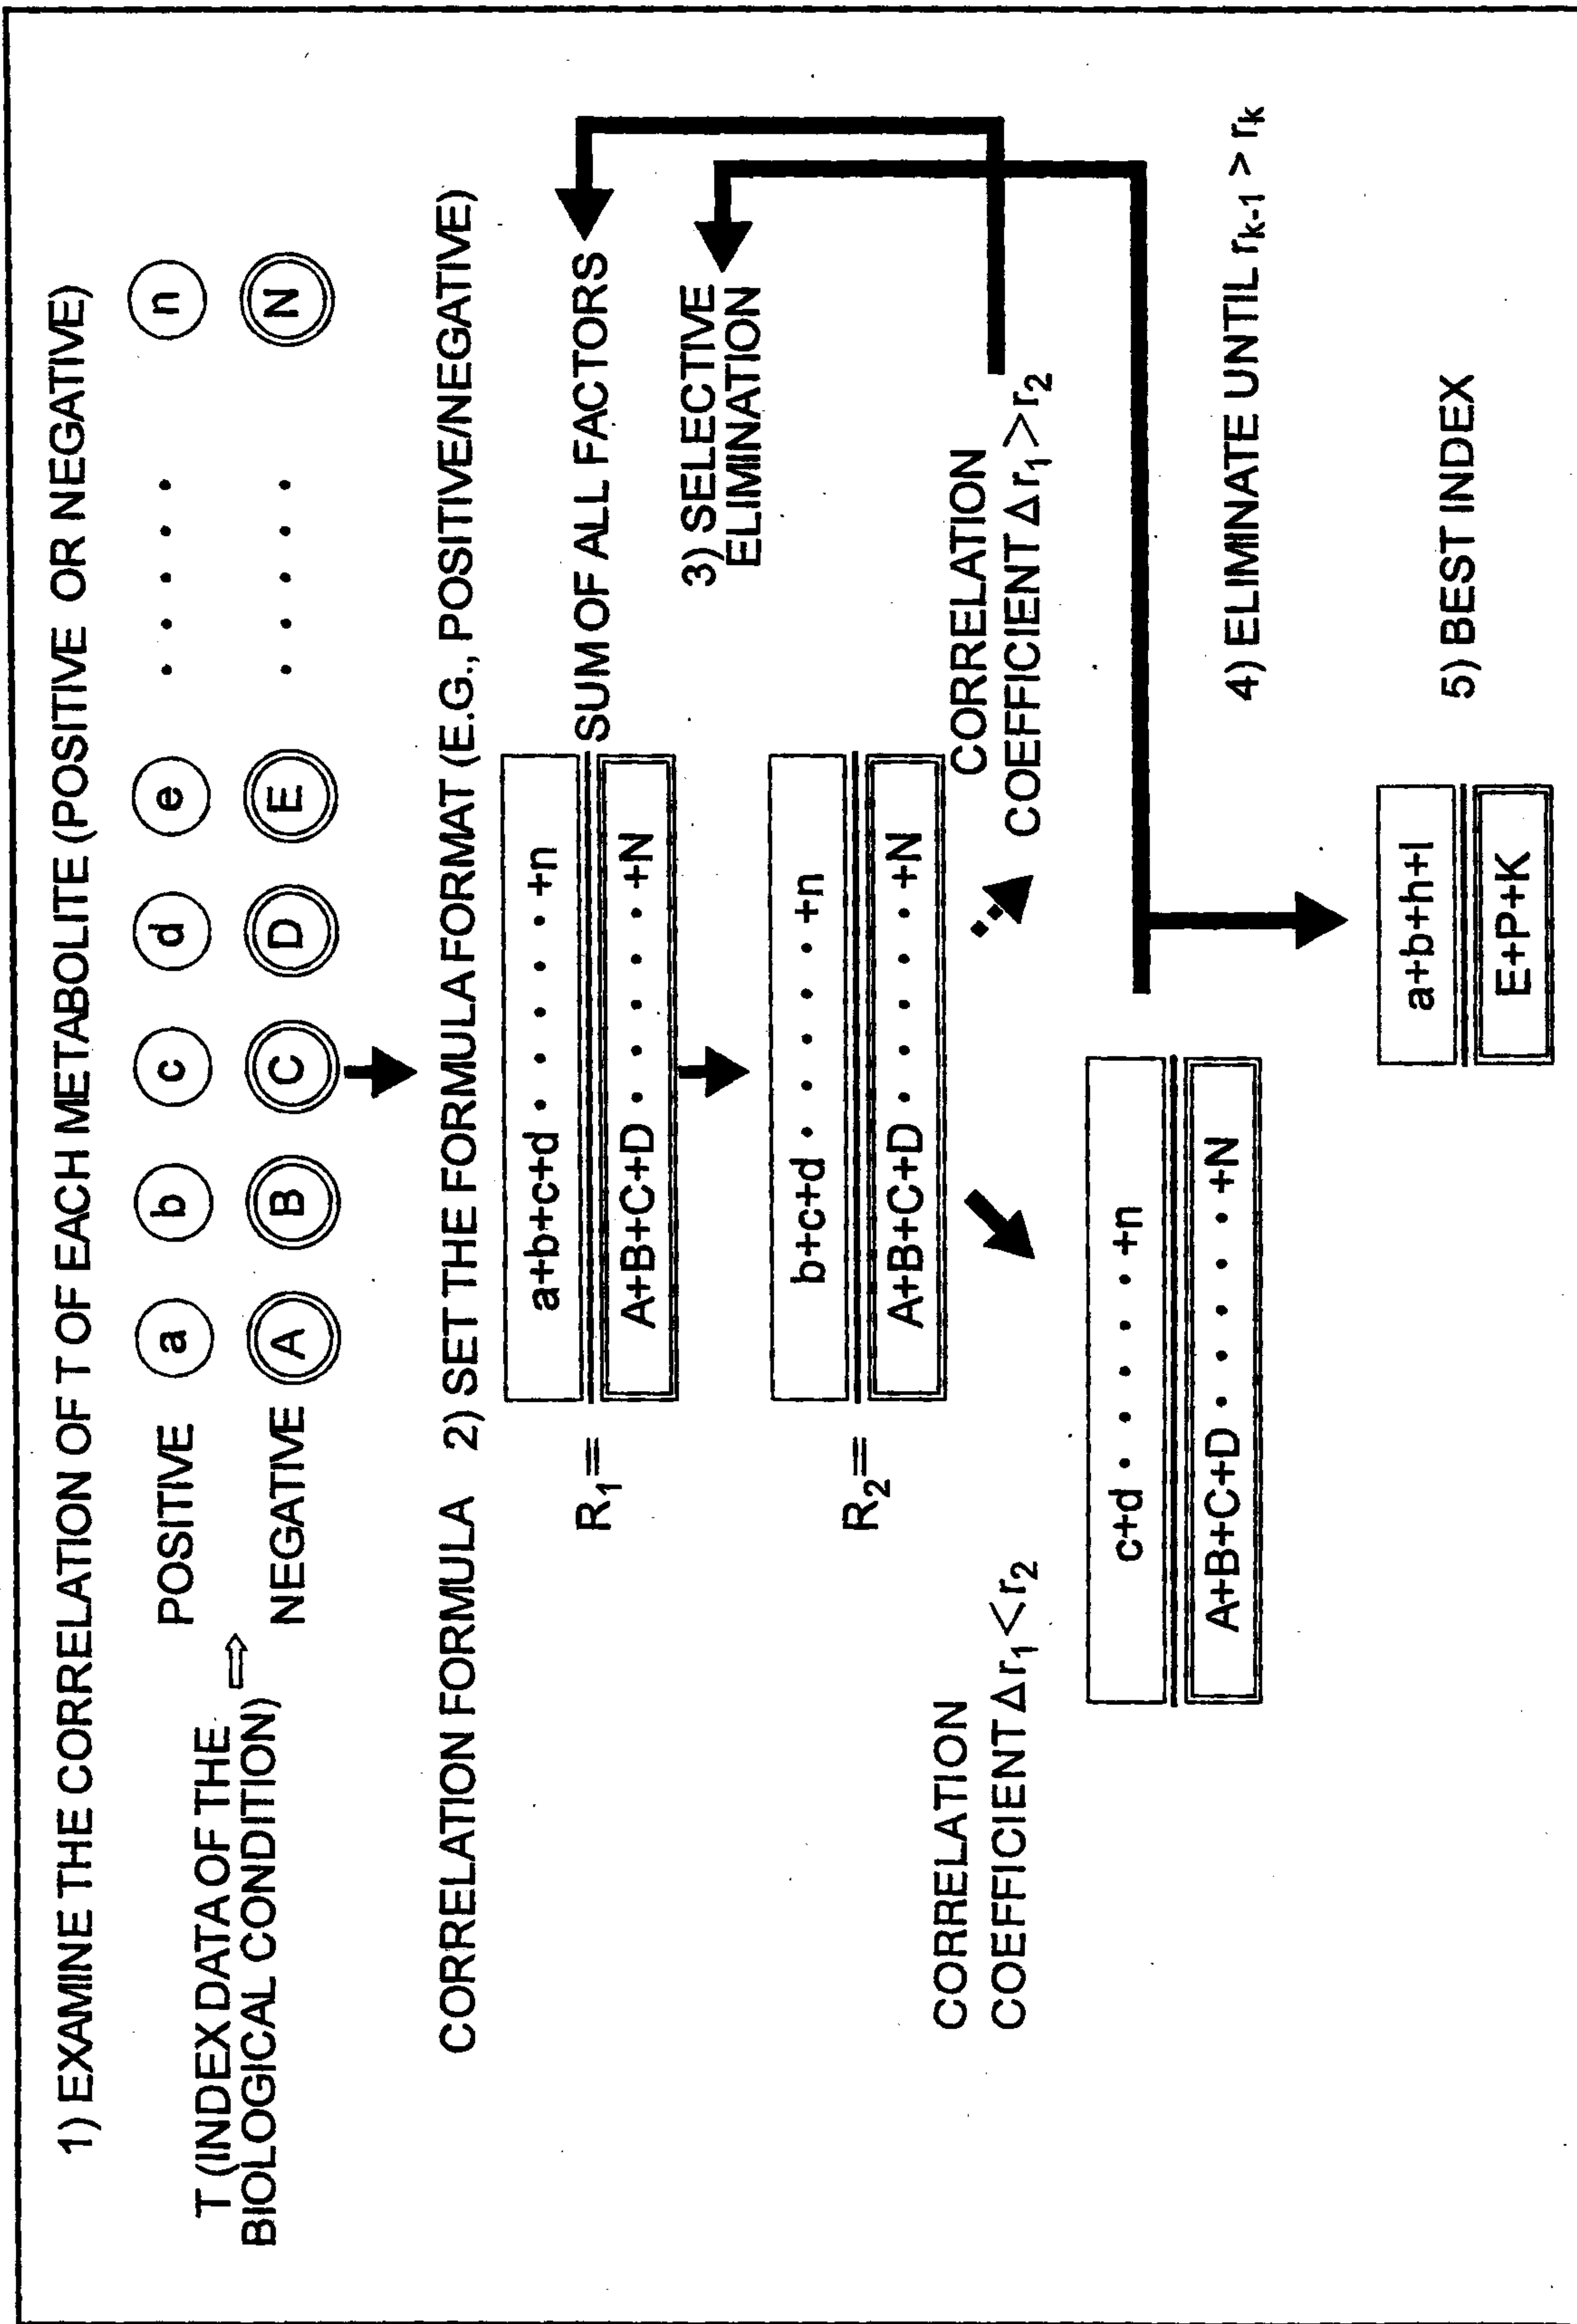 1) EXAMINE THE CORRELATION OF T OF EACH METABOLITE (POSITIVE OR NEGATIVE)
T (INDEX DATA OF THE
BIOLOGICAL CONDITION) ⇨
POSITIVE a b c d e · · · · · n
NEGATIVE A B C D E · · · · · N
CORRELATION FORMULA 2) SET THE FORMULA FORMAT (E.G., POSITIVE/NEGATIVE)
R₁=
a+b+c+d · · · · · +n
A+B+C+D · · · · · +N
SUM OF ALL FACTORS
3) SELECTIVE
ELIMINATION
R₂=
b+c+d · · · · · +n
A+B+C+D · · · · · +N
CORRELATION
COEFFICIENT Δ r₁<r₂
CORRELATION
COEFFICIENT Δ r₁>r₂
c+d · · · · · +n
A+B+C+D · · · · · +N
4) ELIMINATE UNTIL rₖ₋₁ > rₖ
a+b+h+l
E+P+K
5) BEST INDEX